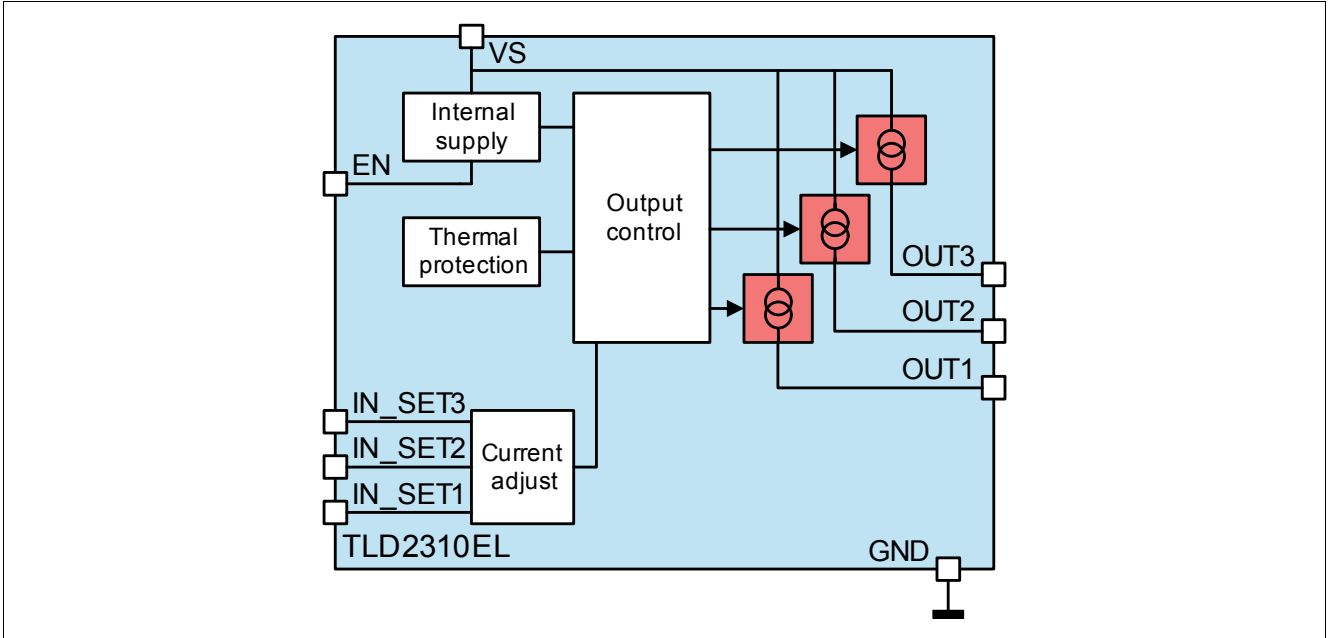 VS
Internal
supply
EN
Output
control
Thermal
protection
OUT3
OUT2
OUT1
IN_SET3
IN_SET2
IN_SET1
Current
adjust
TLD2310EL
GND